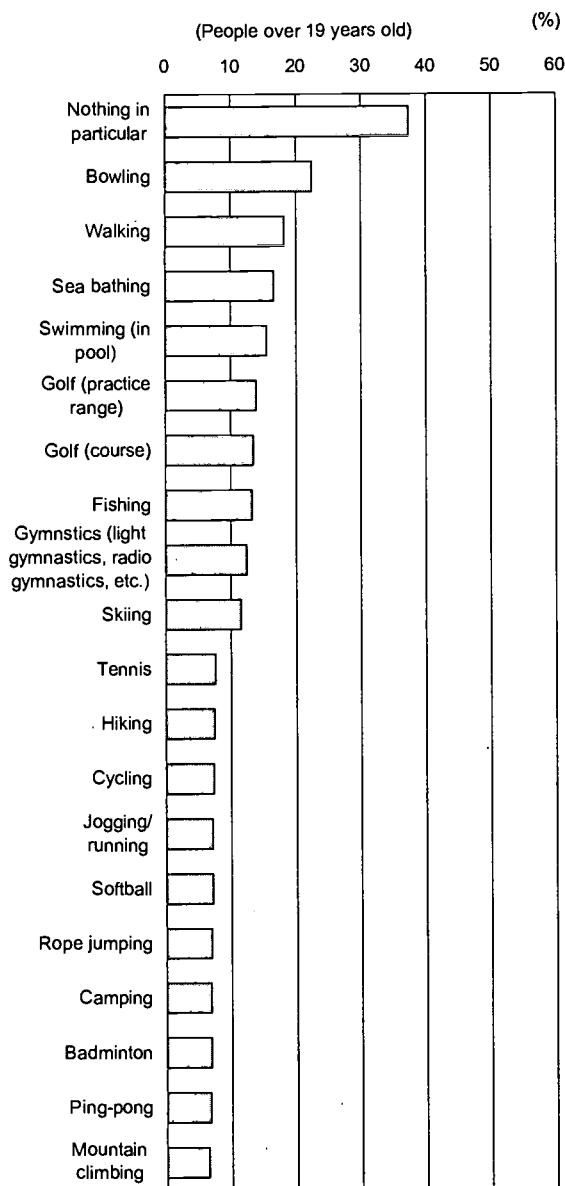 (%)
(People over 19 years old)
0 10 20 30 40 50 60
Nothing in
particular
Bowling
Walking
Sea bathing
Swimming (in
pool)
Golf (practice
range)
Golf (course)
Fishing
Gymnstics (light
gymnastics, radio
gymnastics, etc.)
Skiing
Tennis
Hiking
Cycling
Jogging/
running
Softball
Rope jumping
Camping
Badminton
Ping-pong
Mountain
climbing